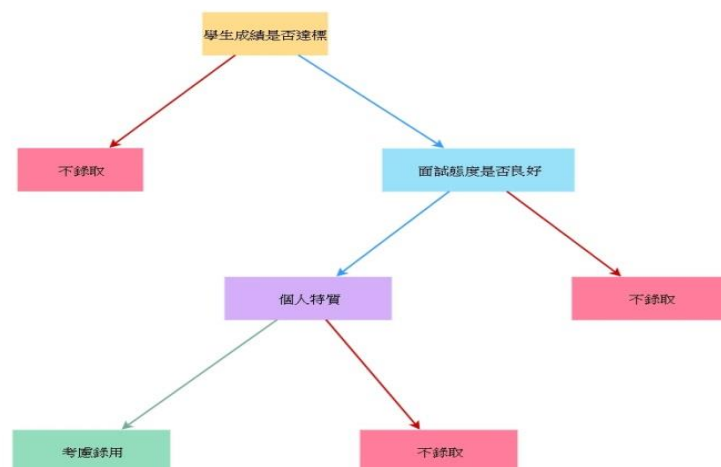 學生成績是否達標
不錄取
面試態度是否良好
個人特質
不錄取
考慮錄用
不錄取